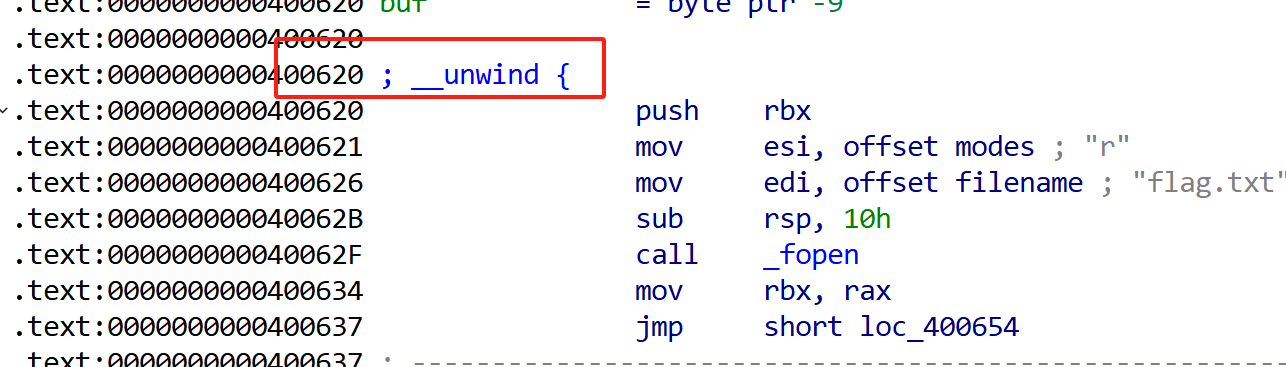 .text:0000000000400620 buf = byte ptr -9
.text:0000000000400620
.text:0000000000400620 ; __unwind {
.text:0000000000400620 push rbx
.text:0000000000400621 mov esi, offset modes ; "r"
.text:0000000000400626 mov edi, offset filename ; "flag.txt"
.text:000000000040062B sub rsp, 10h
.text:000000000040062F call _fopen
.text:0000000000400634 mov rbx, rax
.text:0000000000400637 jmp short loc_400654
.text:0000000000400637 ; ---------------------------------------------------------